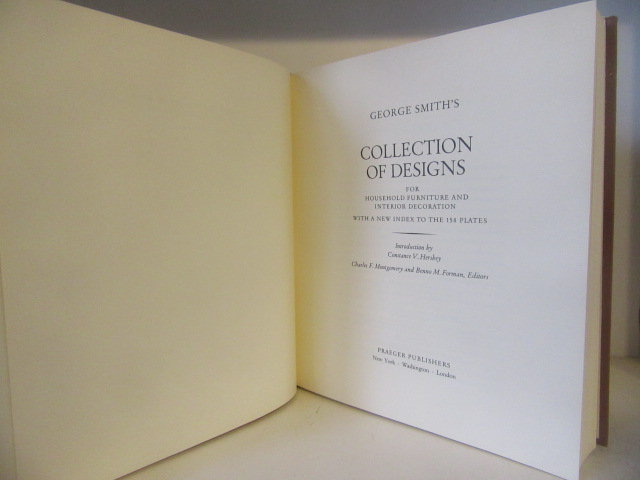 GEORGE SMITH'S
COLLECTION
OF DESIGNS
FOR
HOUSEHOLD FURNITURE AND
INTERIOR DECORATION
WITH A NEW INDEX TO THE 158 PLATES
Introduction by
Constance V. Hershey
Charles F. Montgomery and Benno M. Forman, Editors
PRAEGER PUBLISHERS
New York · Washington · London